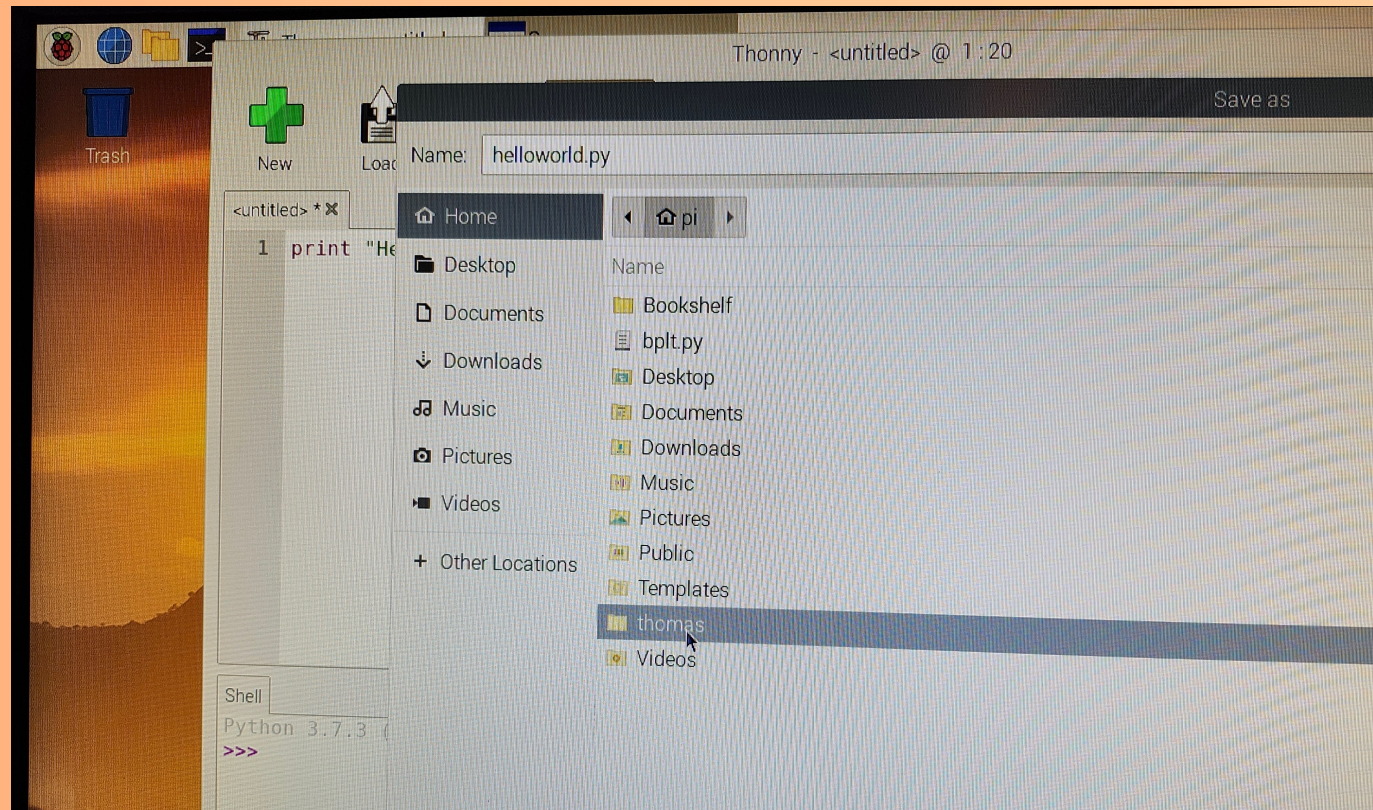 Thonny - <untitled> @ 1:20
Save as
Trash
New
Name: helloworld.py
<untitled> *
1 print "He
Home
Desktop
Documents
Downloads
Music
Pictures
Videos
+ Other Locations
pi
Name
Bookshelf
bplt.py
Desktop
Documents
Downloads
Music
Pictures
Public
Templates
thomas
Videos
Shell
Python 3.7.3 (
>>>